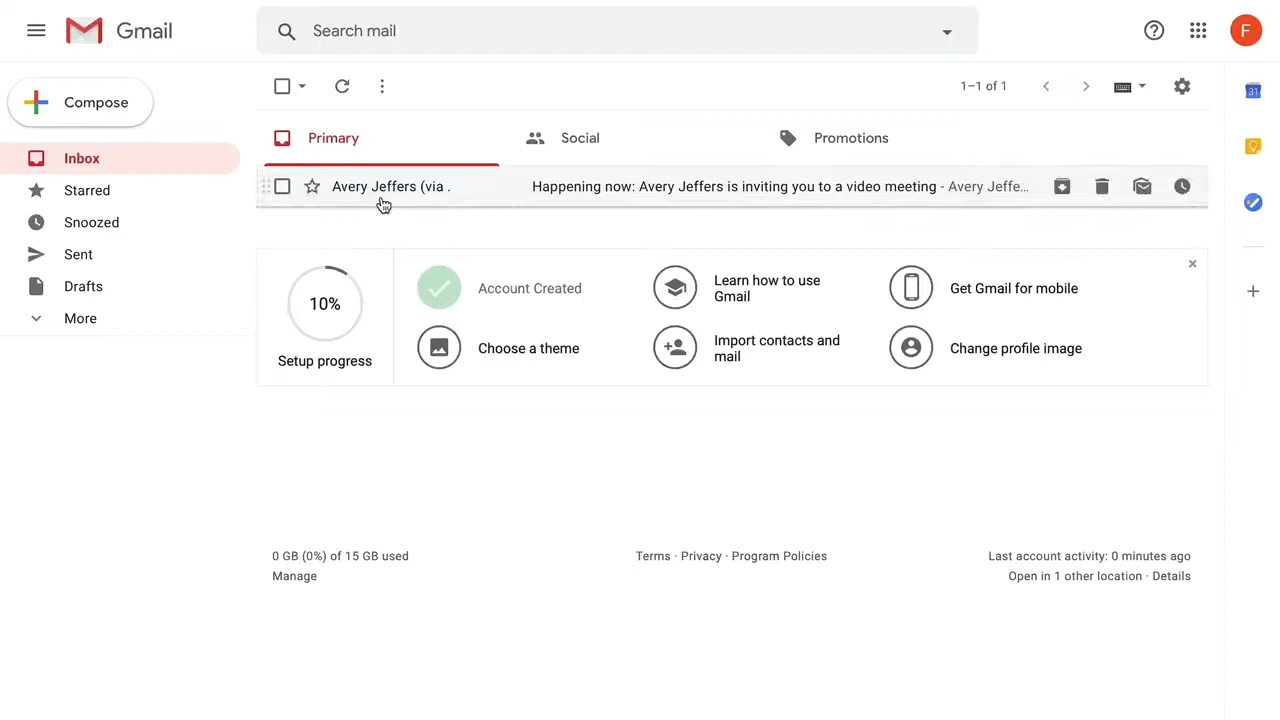 Gmail
Search mail
F
Compose
1–1 of 1
31
Primary
Social
Promotions
Inbox
Starred
Snoozed
Sent
Drafts
More
Avery Jeffers (via .
Happening now: Avery Jeffers is inviting you to a video meeting - Avery Jeffe...
10%
Setup progress
Account Created
Learn how to use
Gmail
Get Gmail for mobile
Choose a theme
Import contacts and
mail
Change profile image
0 GB (0%) of 15 GB used
Manage
Terms · Privacy · Program Policies
Last account activity: 0 minutes ago
Open in 1 other location · Details